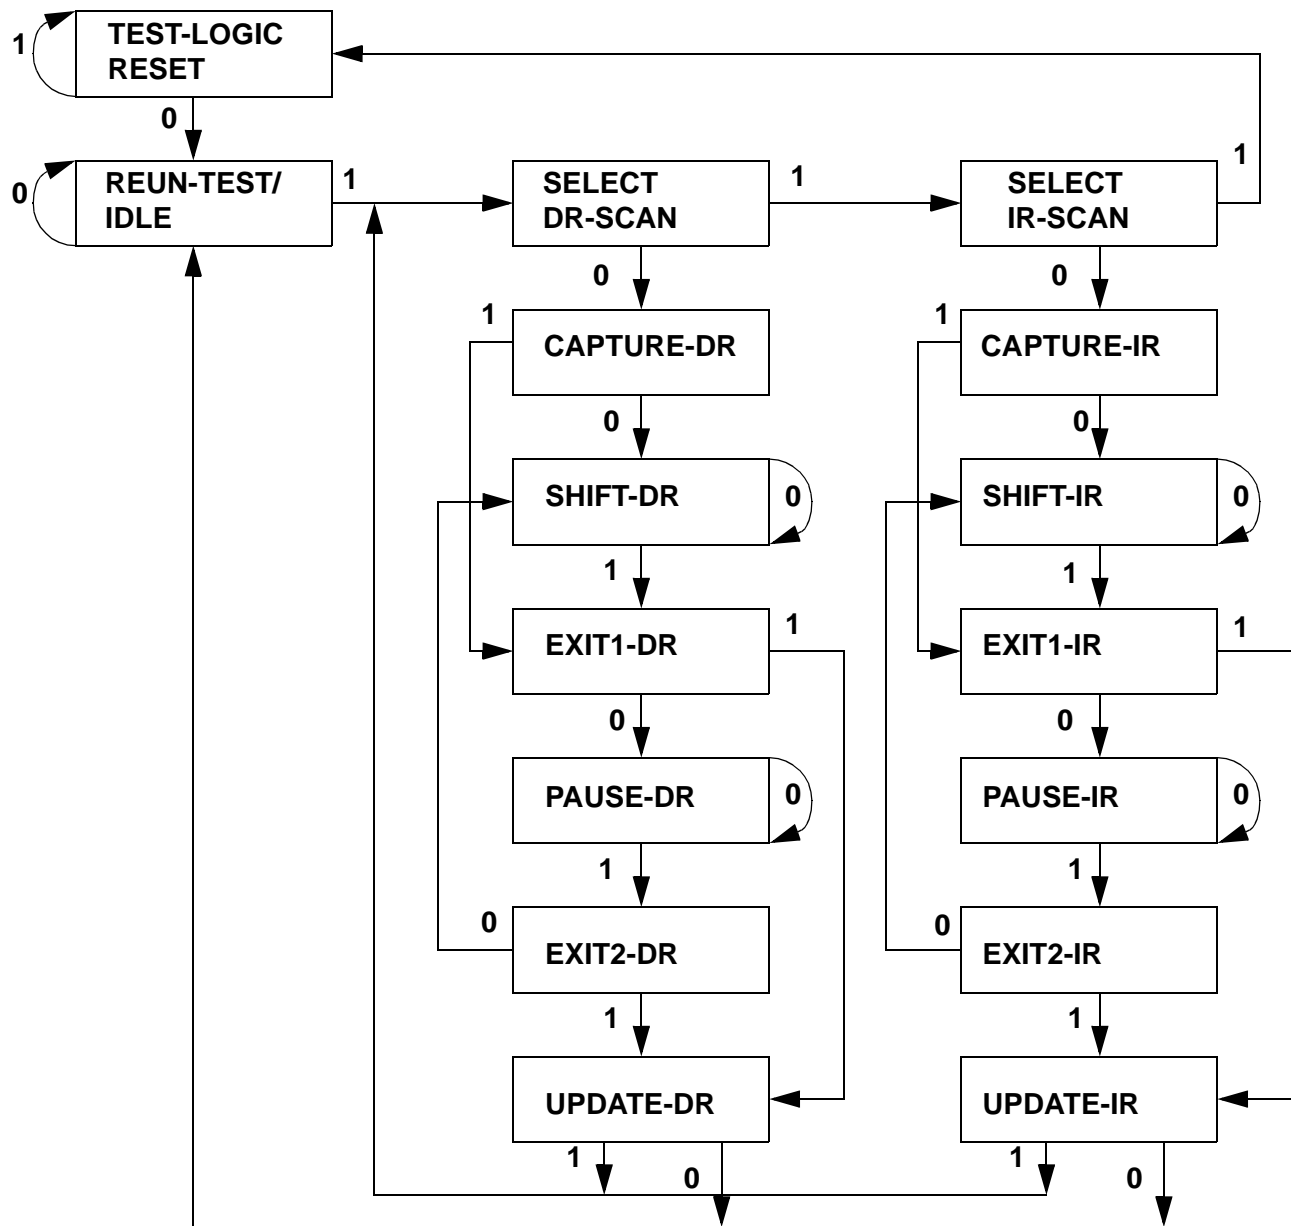 1
TEST-LOGIC
RESET
0
0
REUN-TEST/
IDLE
1
SELECT
DR-SCAN
1
SELECT
IR-SCAN
1
0
0
1
CAPTURE-DR
1
CAPTURE-IR
0
0
SHIFT-DR
0
SHIFT-IR
0
1
1
EXIT1-DR
1
EXIT1-IR
1
0
0
PAUSE-DR
0
PAUSE-IR
0
1
1
0
EXIT2-DR
0
EXIT2-IR
1
1
UPDATE-DR
UPDATE-IR
1
0
1
0